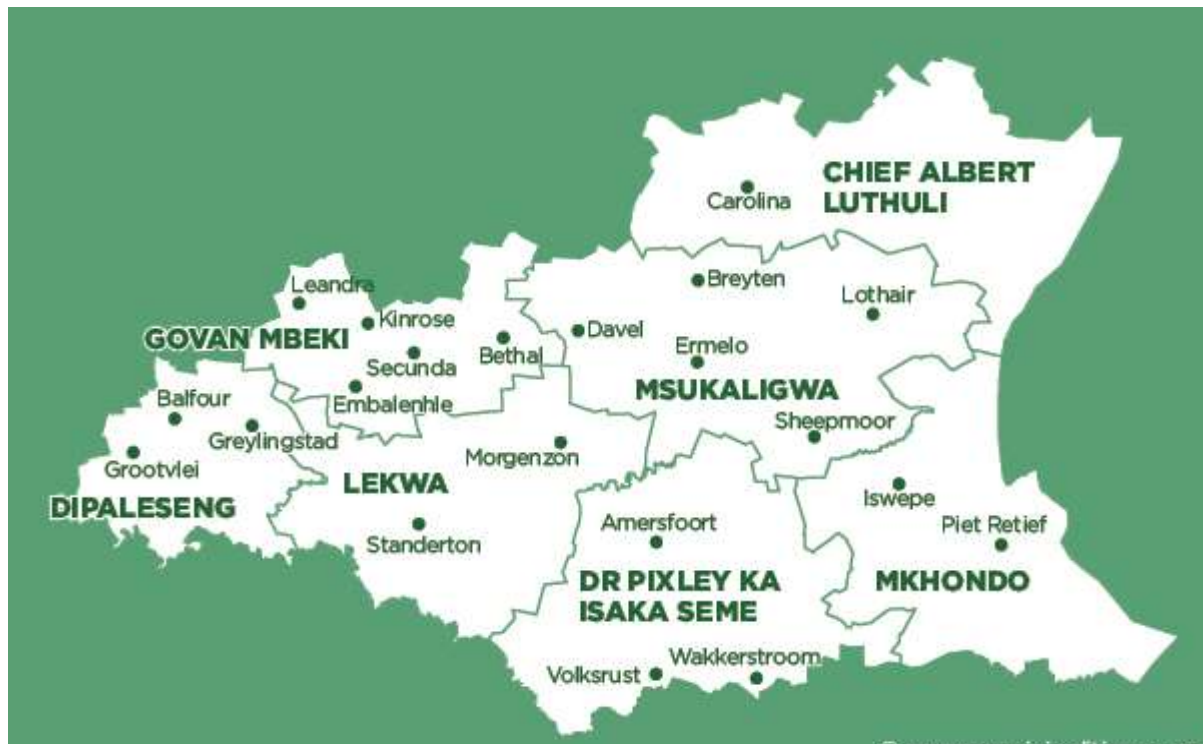 CHIEF ALBERT
LUTHULI
Carolina
Breyten
Lothair
Leandra
Kinrose
Davel
GOVAN MBEKI
Bethal
Ermelo
Secunda
MSUKALIGWA
Embalenhle
Balfour
Sheepmoor
Greylingstad
Morgenzon
Grootvlei
LEKWA
Iswepe
DIPALESENG
Amersfoort
Piet Retief
Standerton
DR PIXLEY KA
ISAKA SEME
MKHONDO
Wakkerstroom
Volksrust